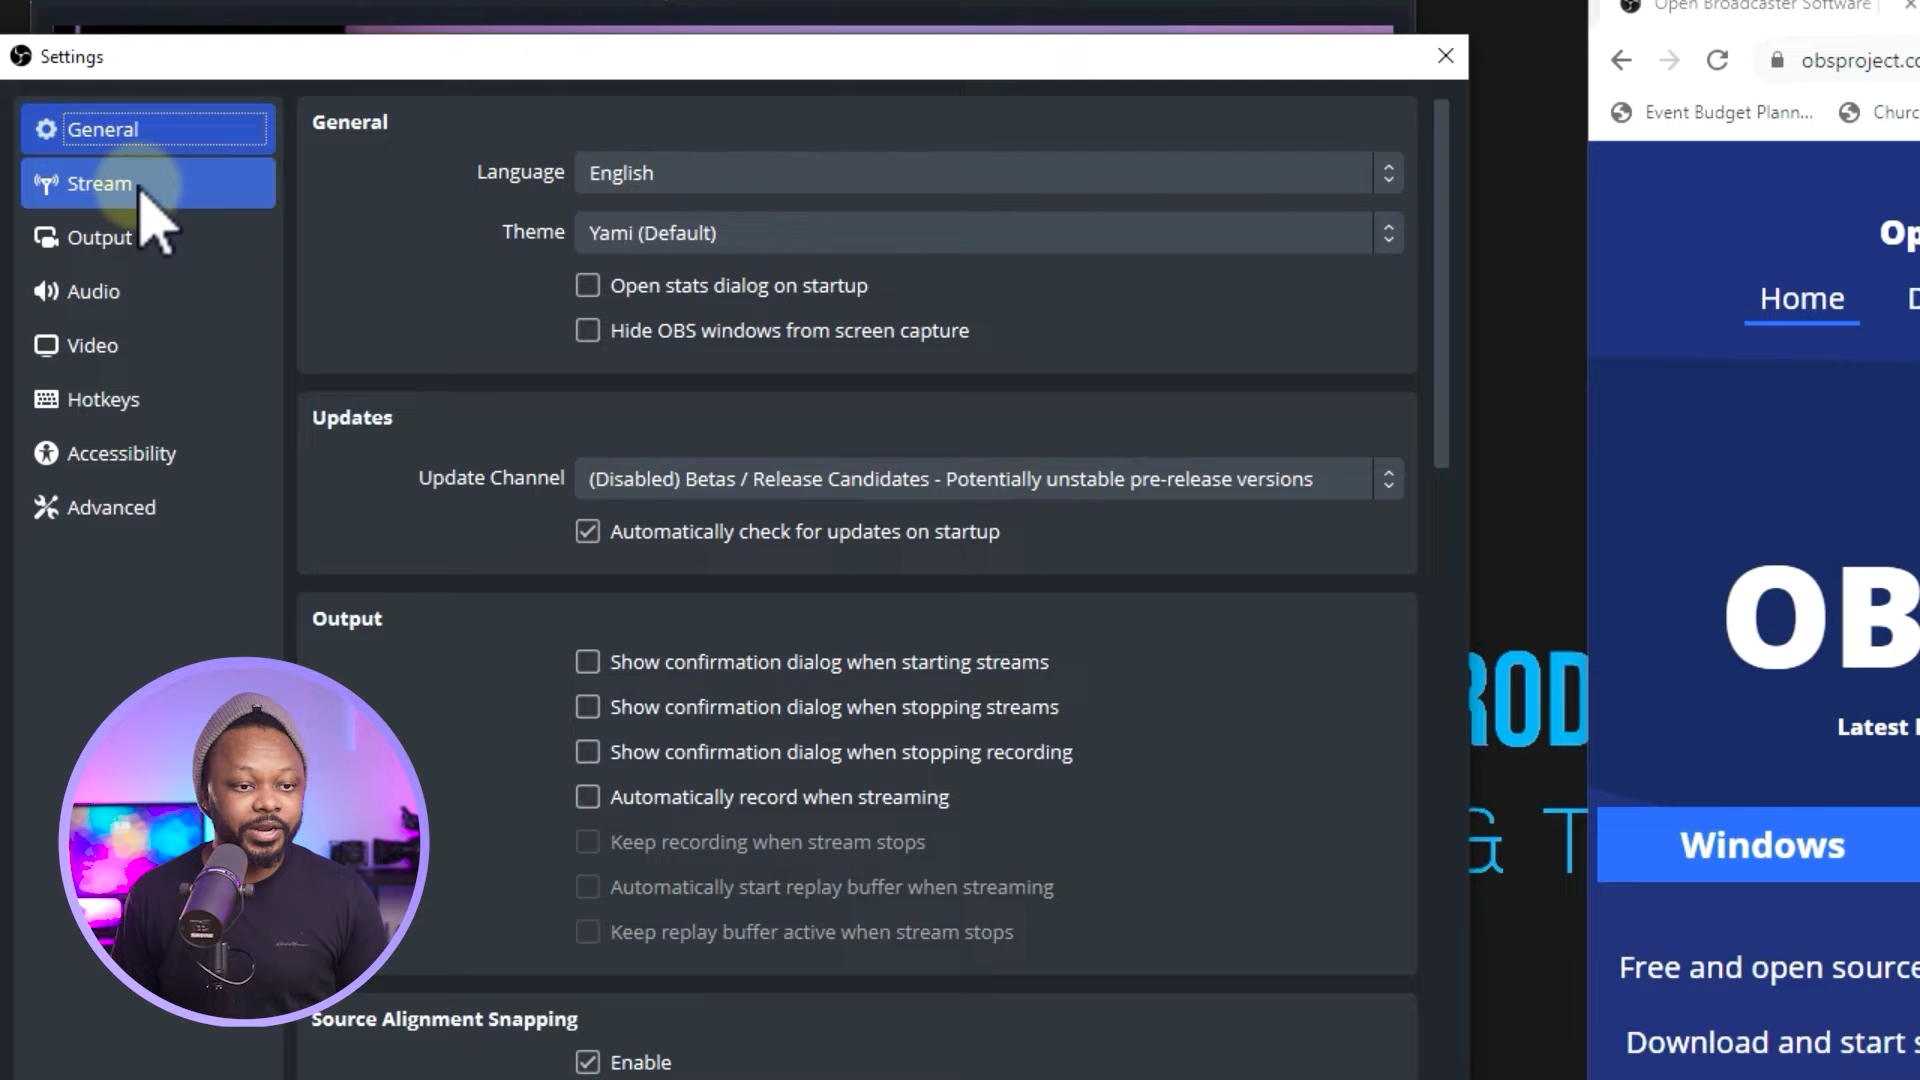 Settings
General
Stream
Output
Audio
Video
Hotkeys
Accessibility
Advanced
General
Language English
Theme Yami (Default)
Open stats dialog on startup
Hide OBS windows from screen capture
Updates
Update Channel (Disabled) Betas / Release Candidates - Potentially unstable pre-release versions
Automatically check for updates on startup
Output
Show confirmation dialog when starting streams
Show confirmation dialog when stopping streams
Show confirmation dialog when stopping recording
Automatically record when streaming
Keep recording when stream stops
Automatically start replay buffer when streaming
Keep replay buffer active when stream stops
Source Alignment Snapping
Enable
ROD
G T
Open Broadcaster Software
obsproject.co
Event Budget Plann... Churc
Op
Home D
OB
Latest
Windows
Free and open source
Download and start s